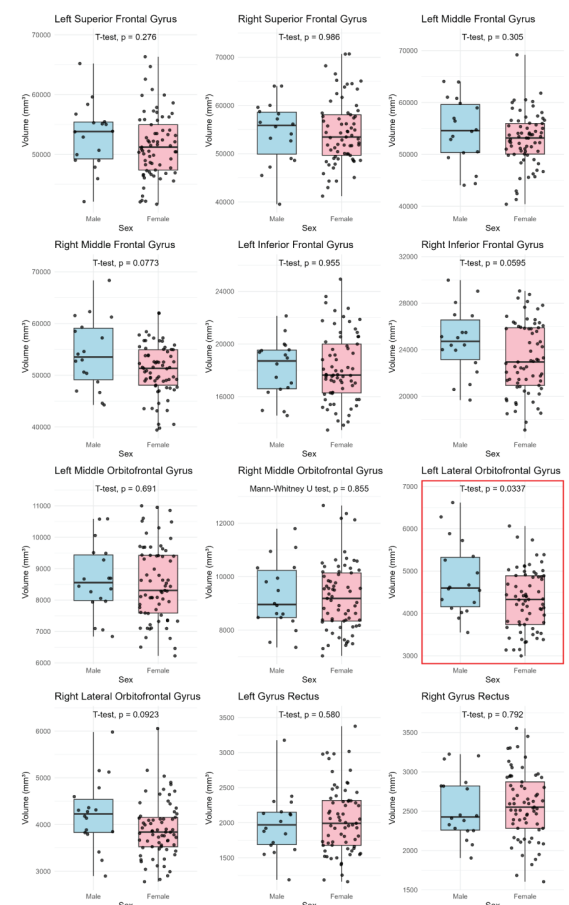 Left Superior Frontal Gyrus
T-test, p = 0.276
70000
60000
50000
Volume (mm³)
Male
Female
Sex
Right Superior Frontal Gyrus
T-test, p = 0.986
70000
60000
50000
40000
Volume (mm³)
Male
Female
Sex
Left Middle Frontal Gyrus
T-test, p = 0.305
70000
60000
50000
40000
Volume (mm³)
Male
Female
Sex
Right Middle Frontal Gyrus
T-test, p = 0.0773
70000
60000
50000
40000
Volume (mm³)
Male
Female
Sex
Left Inferior Frontal Gyrus
T-test, p = 0.955
24000
20000
16000
Volume (mm³)
Male
Female
Sex
Right Inferior Frontal Gyrus
T-test, p = 0.0595
32000
28000
24000
20000
Volume (mm³)
Male
Female
Sex
Left Middle Orbitofrontal Gyrus
T-test, p = 0.691
11000
10000
9000
8000
7000
6000
Volume (mm³)
Male
Female
Sex
Right Middle Orbitofrontal Gyrus
Mann-Whitney U test, p = 0.855
12000
10000
8000
Volume (mm³)
Male
Female
Sex
Left Lateral Orbitofrontal Gyrus
T-test, p = 0.0337
7000
6000
5000
4000
3000
Volume (mm³)
Male
Female
Sex
Right Lateral Orbitofrontal Gyrus
T-test, p = 0.0923
6000
5000
4000
3000
Volume (mm³)
Male
Female
Sex
Left Gyrus Rectus
T-test, p = 0.580
3500
3000
2500
2000
1500
Volume (mm³)
Male
Female
Sex
Right Gyrus Rectus
T-test, p = 0.792
3500
3000
2500
2000
1500
Volume (mm³)
Male
Female
Sex